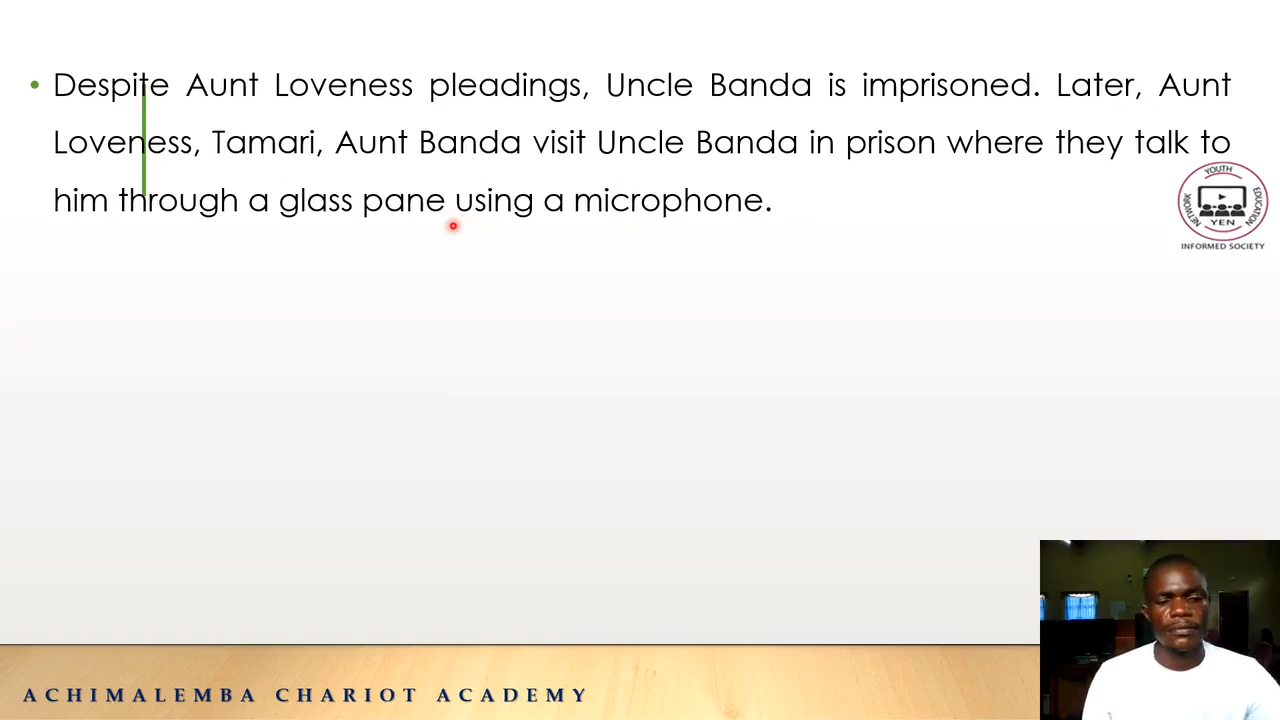 • Despite Aunt Loveness pleadings, Uncle Banda is imprisoned. Later, Aunt
Loveness, Tamari, Aunt Banda visit Uncle Banda in prison where they talk to
him through a glass pane using a microphone.
YOUTH
EDUCATION
NETWORK
YEN
INFORMED SOCIETY
ACHIMALEMBA CHARIOT ACADEMY